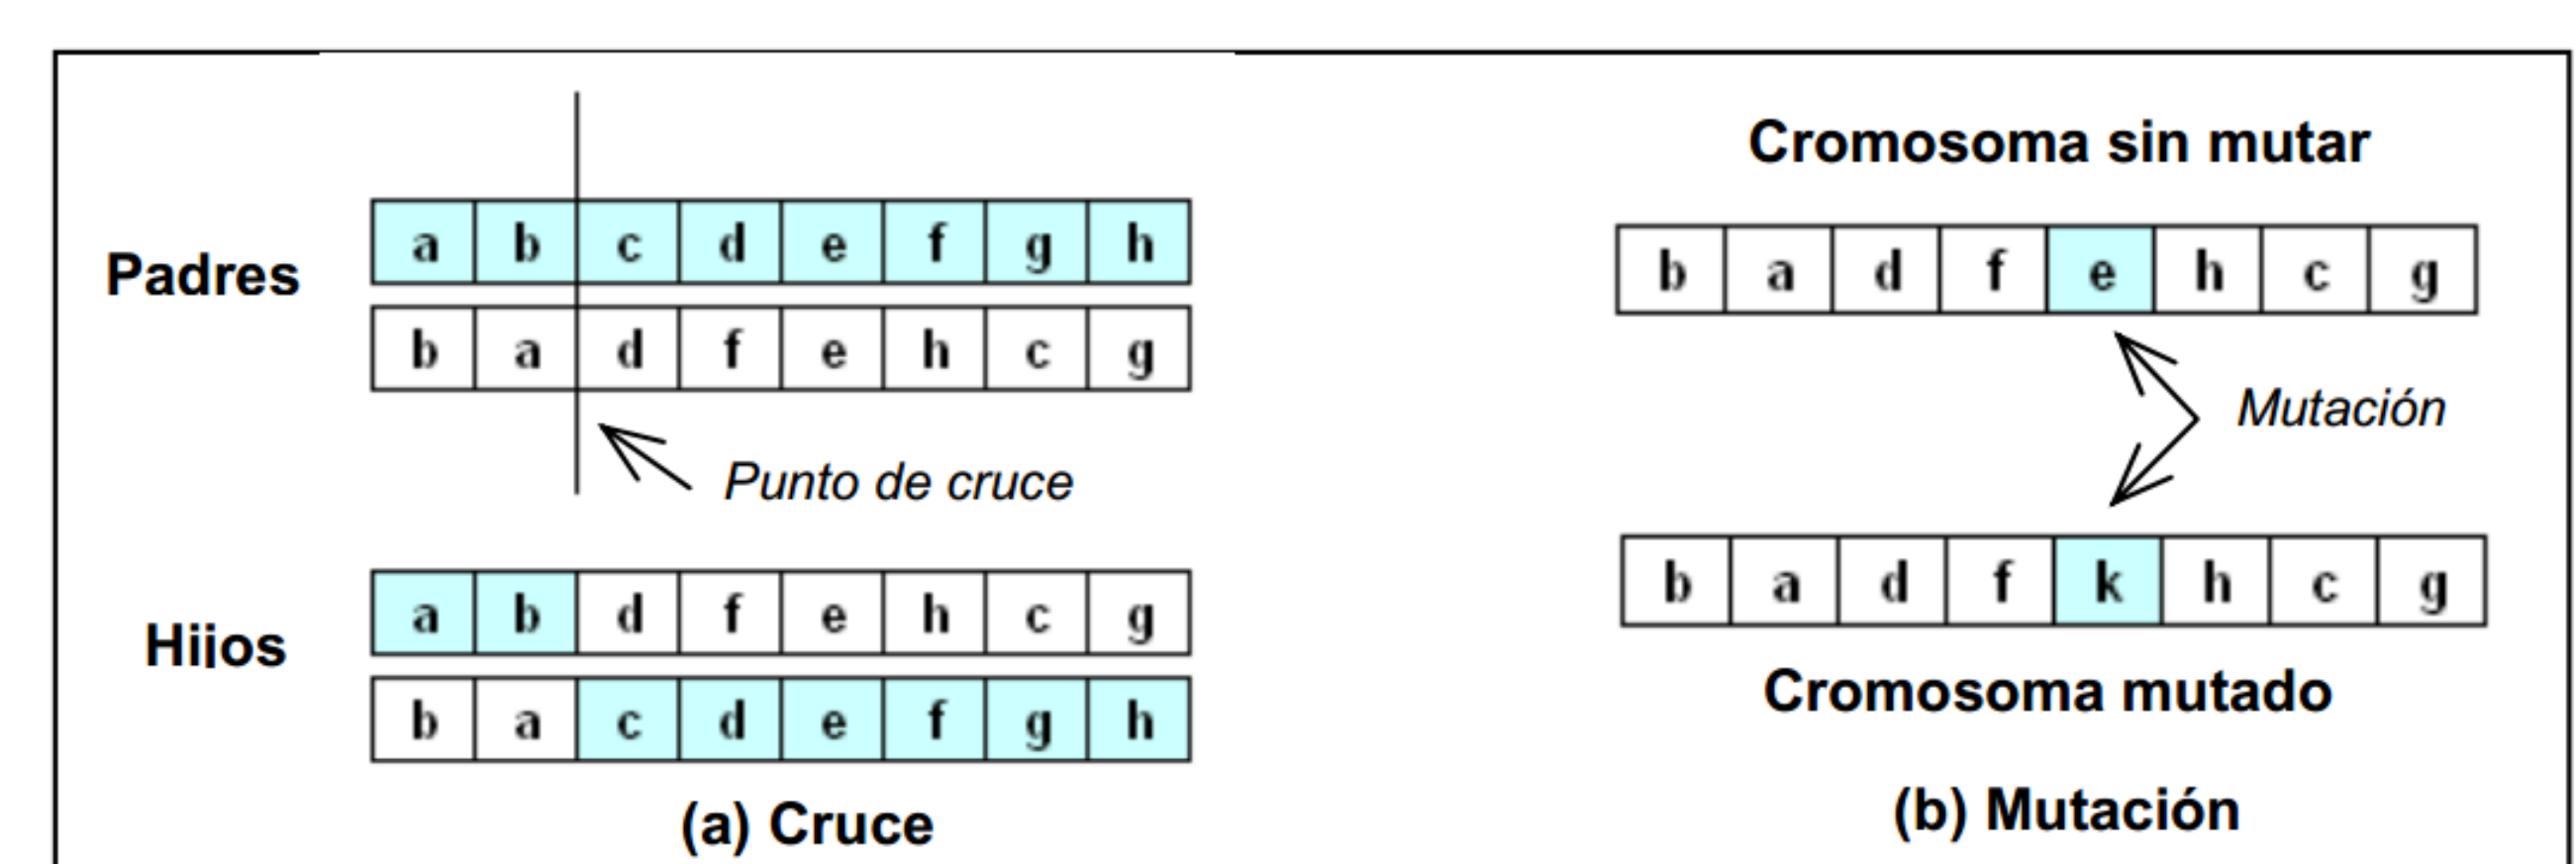 Padres
a b c d e f g h
b a d f e h c g
Punto de cruce
Hijos
a b d f e h c g
b a c d e f g h
(a) Cruce
Cromosoma sin mutar
b a d f e h c g
Mutación
b a d f k h c g
Cromosoma mutado
(b) Mutación